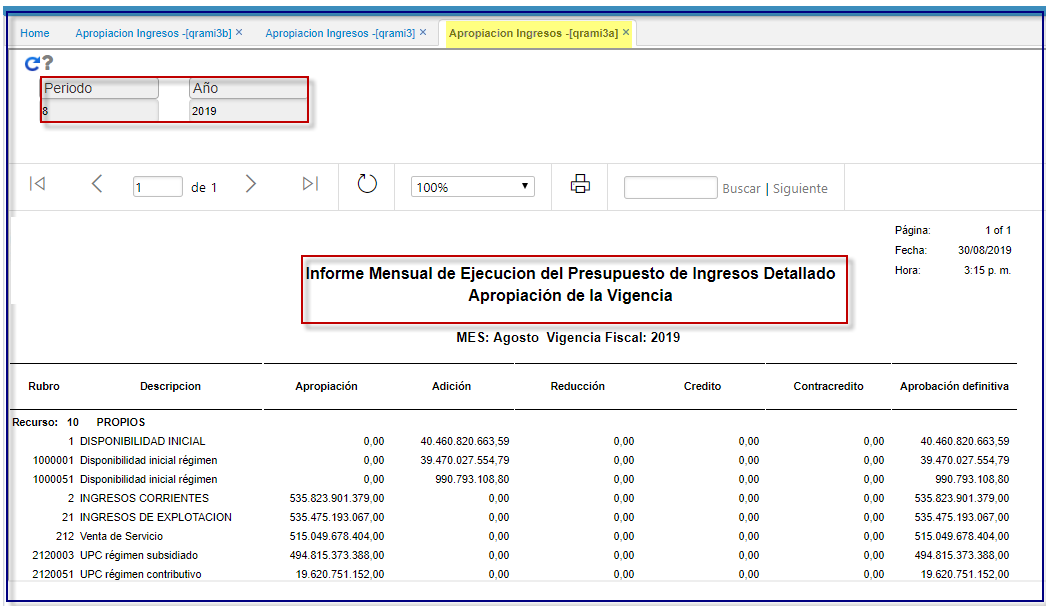 Home Apropiacion Ingresos -[qrami3b] × Apropiacion Ingresos -[qrami3] × Apropiacion Ingresos -[qrami3a] ×
?
Periodo Año
8 2019
1 de 1 100% Buscar | Siguiente
Página: 1 of 1
Fecha: 30/08/2019
Hora: 3:15 p. m.
Informe Mensual de Ejecucion del Presupuesto de Ingresos Detallado
Apropiación de la Vigencia
MES: Agosto Vigencia Fiscal: 2019
Rubro Descripcion Apropiación Adición Reducción Credito Contracredito Aprobación definitiva
Recurso: 10 PROPIOS
1 DISPONIBILIDAD INICIAL 0,00 40.460.820.663,59 0,00 0,00 0,00 40.460.820.663,59
1000001 Disponibilidad inicial régimen 0,00 39.470.027.554,79 0,00 0,00 0,00 39.470.027.554,79
1000051 Disponibilidad inicial régimen 0,00 990.793.108,80 0,00 0,00 0,00 990.793.108,80
2 INGRESOS CORRIENTES 535.823.901.379,00 0,00 0,00 0,00 0,00 535.823.901.379,00
21 INGRESOS DE EXPLOTACION 535.475.193.067,00 0,00 0,00 0,00 0,00 535.475.193.067,00
212 Venta de Servicio 515.049.678.404,00 0,00 0,00 0,00 0,00 515.049.678.404,00
2120003 UPC régimen subsidiado 494.815.373.388,00 0,00 0,00 0,00 0,00 494.815.373.388,00
2120051 UPC régimen contributivo 19.620.751.152,00 0,00 0,00 0,00 0,00 19.620.751.152,00